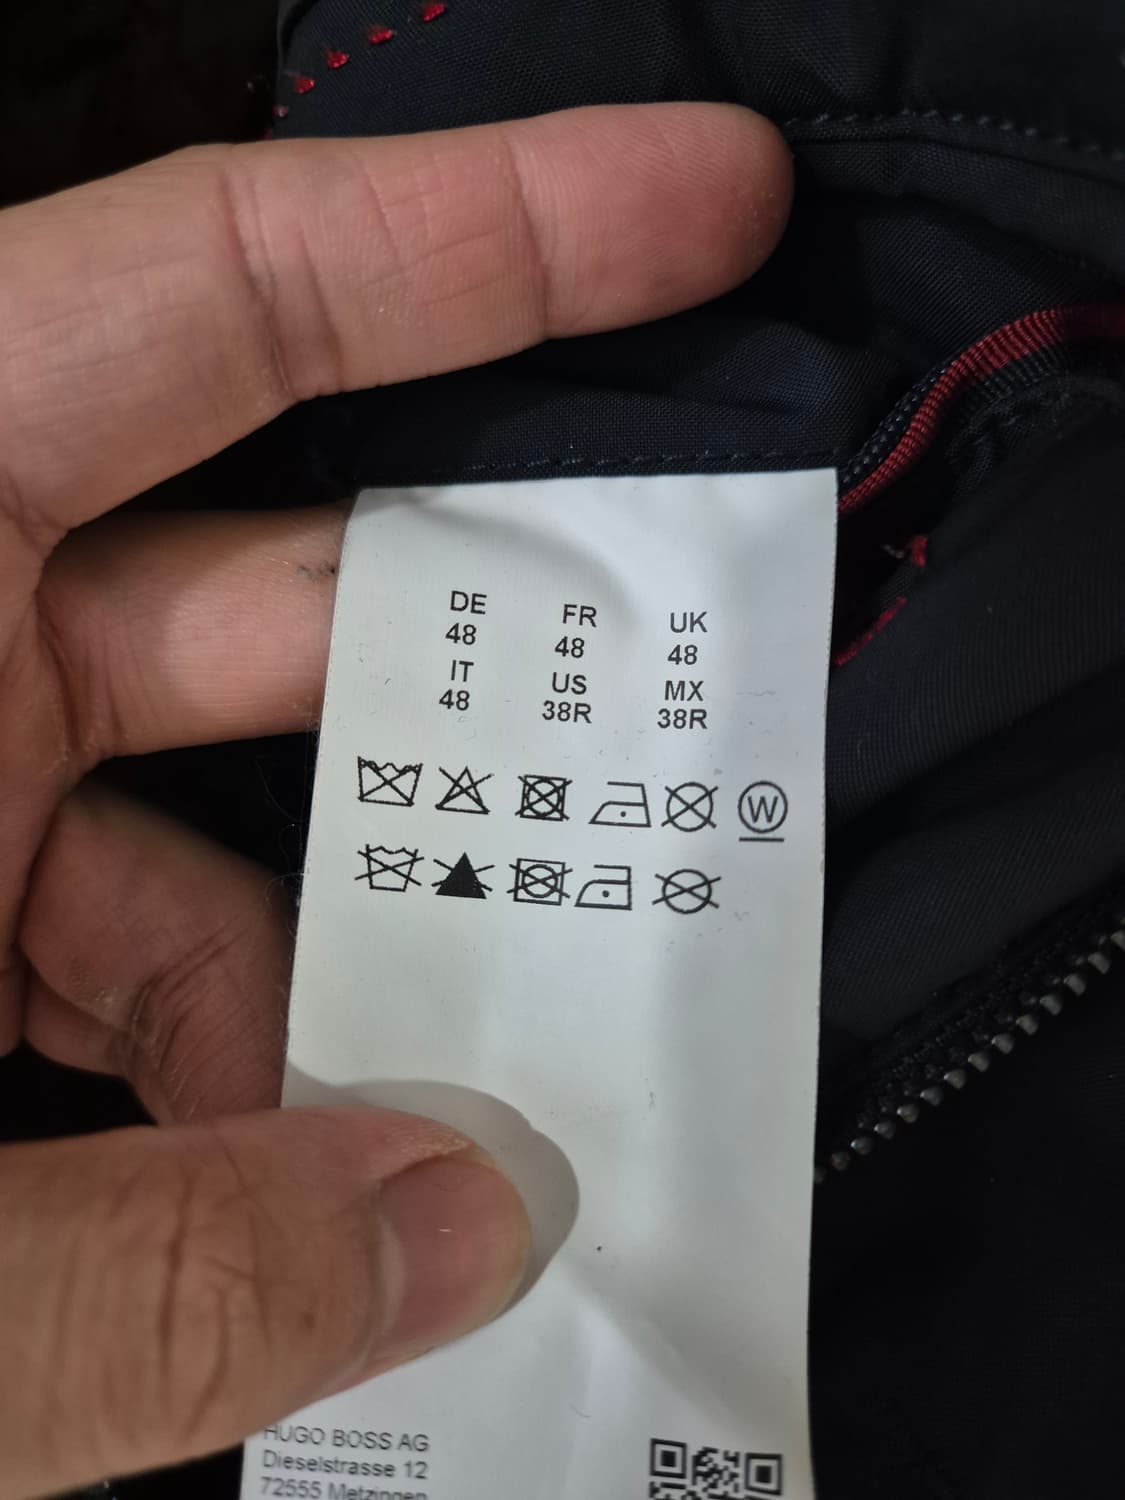 DE FR UK
48 48 48
IT US MX
48 38R 38R
W
HUGO BOSS AG
Dieselstrasse 12
72555 Metzingen